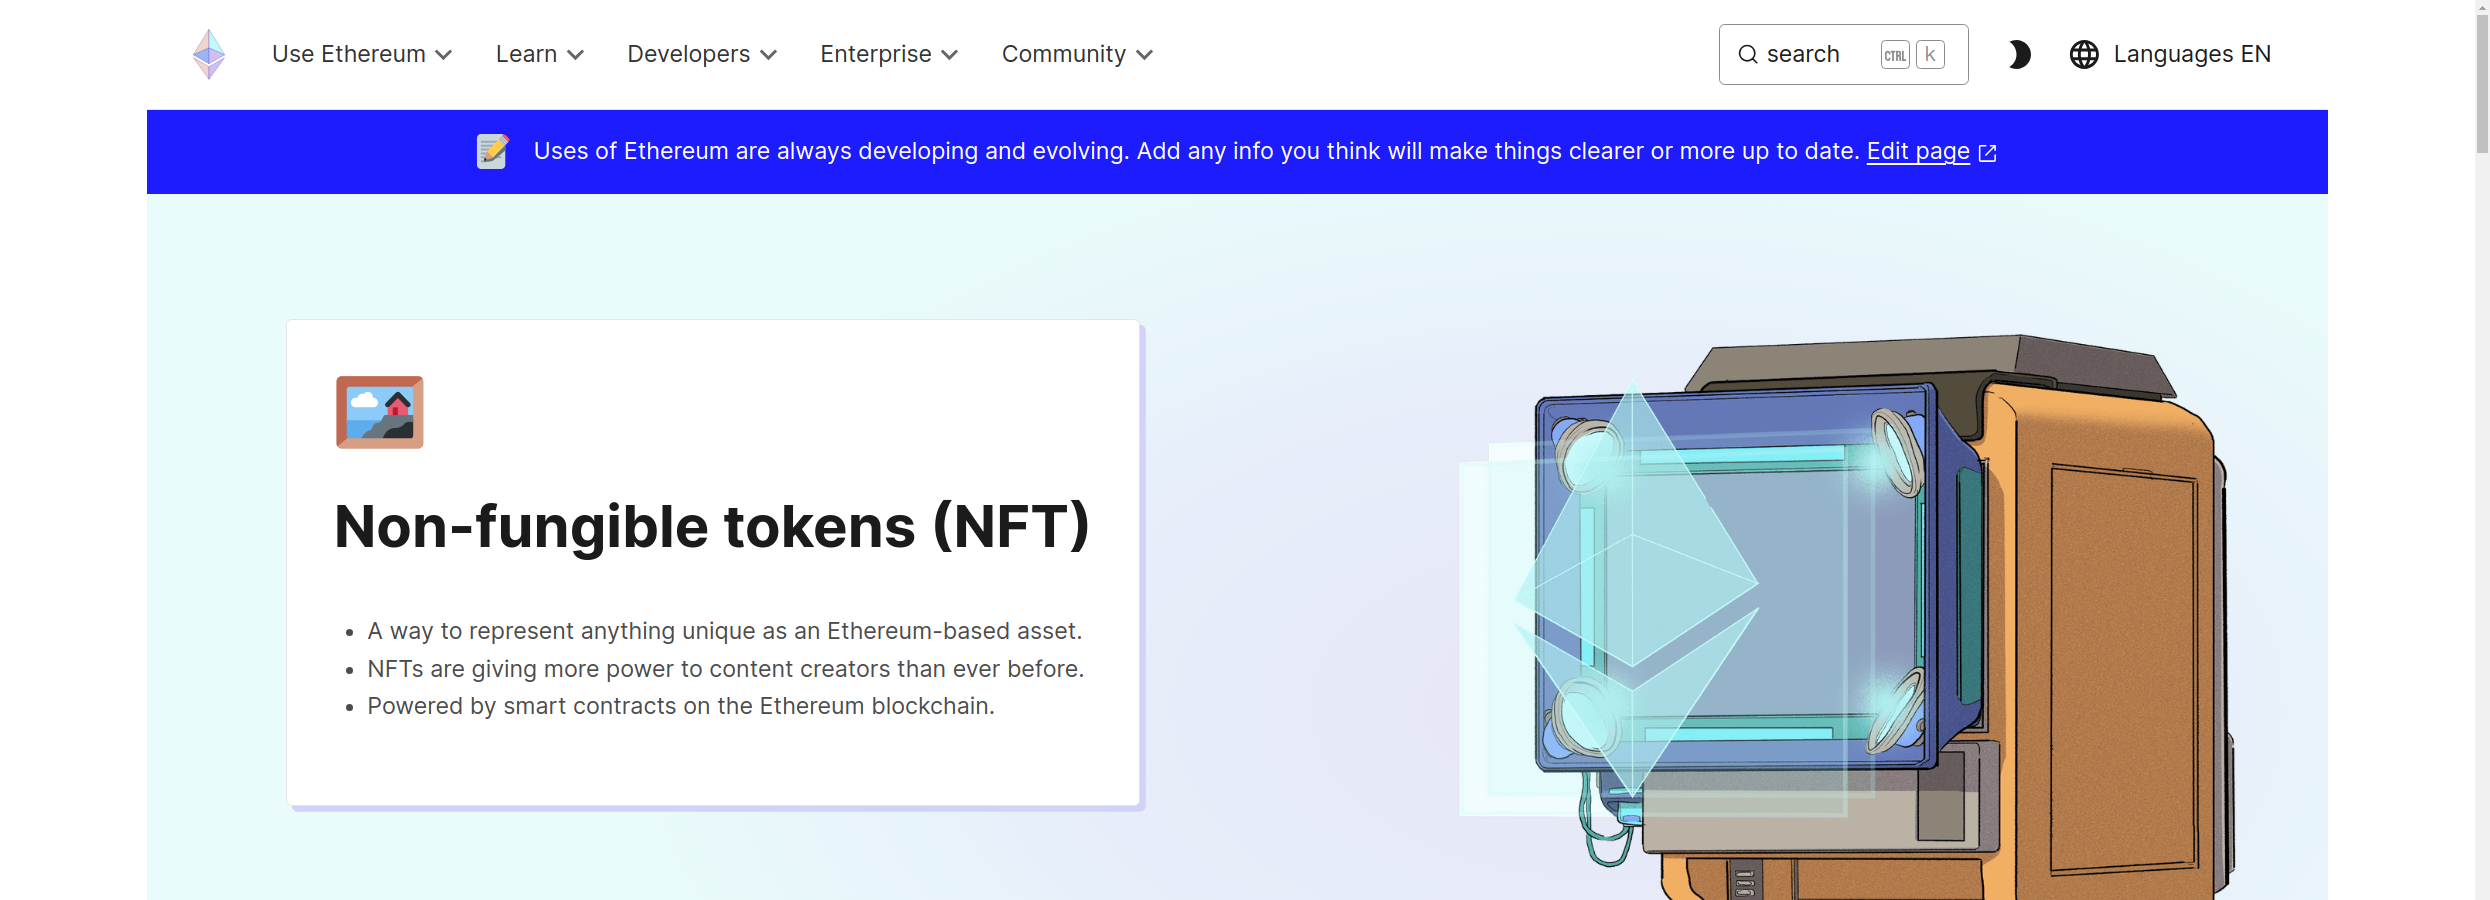 Use Ethereum Learn Developers Enterprise Community search CTRL k Languages EN
Uses of Ethereum are always developing and evolving. Add any info you think will make things clearer or more up to date. Edit page
Non-fungible tokens (NFT)
• A way to represent anything unique as an Ethereum-based asset.
• NFTs are giving more power to content creators than ever before.
• Powered by smart contracts on the Ethereum blockchain.